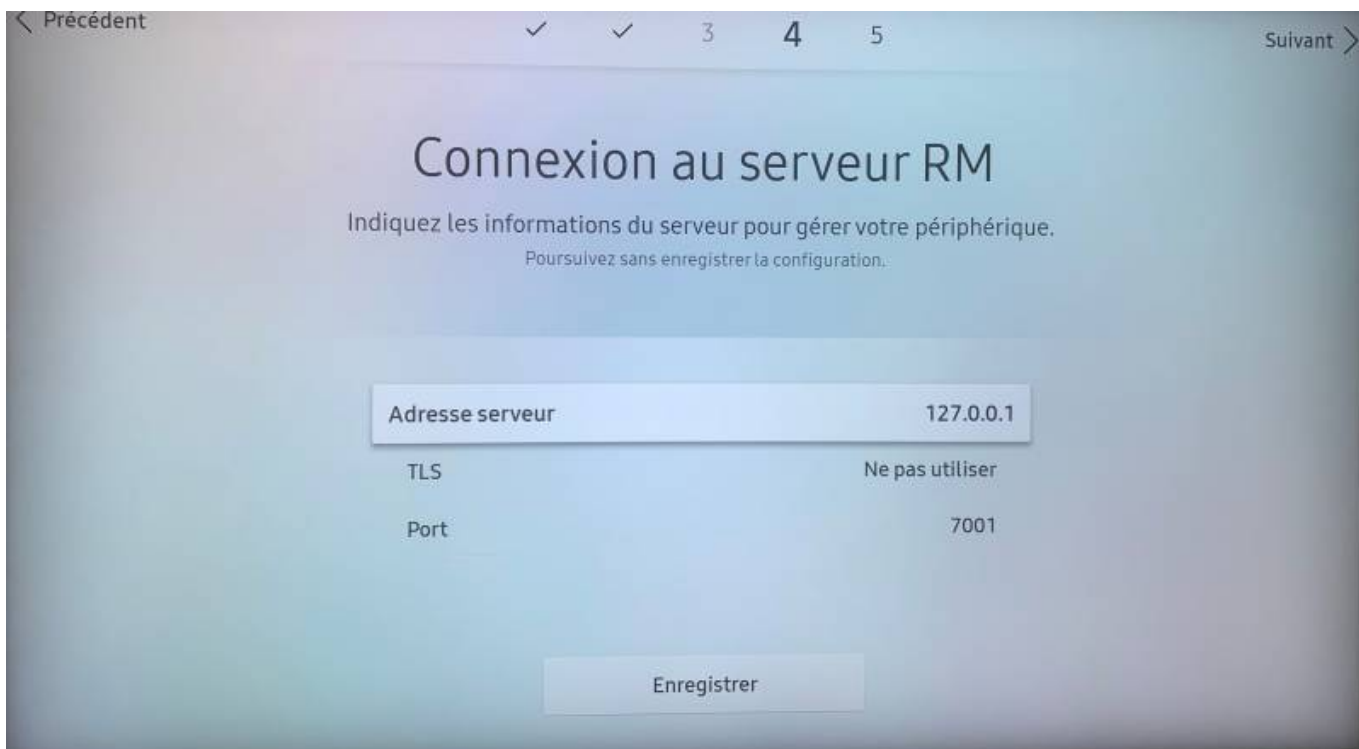 Précédent
✓ ✓ 3 4 5
Suivant
Connexion au serveur RM
Indiquez les informations du serveur pour gérer votre périphérique.
Poursuivez sans enregistrer la configuration.
Adresse serveur 127.0.0.1
TLS Ne pas utiliser
Port 7001
Enregistrer